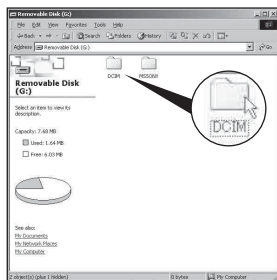 Removable Disk (G:)
File Edit View Favorites Tools Help
Back Search Folders History
Address Removable Disk (G:) Go
Removable Disk
(G:)
DCIM MSSONY
Select an item to view its
description.
Capacity: 7.68 MB
Used: 1.64 MB
Free: 6.03 MB
DCIM
See also:
My Documents
My Network Places
My Computer
2 object(s) (plus 1 hidden) 0 bytes My Computer